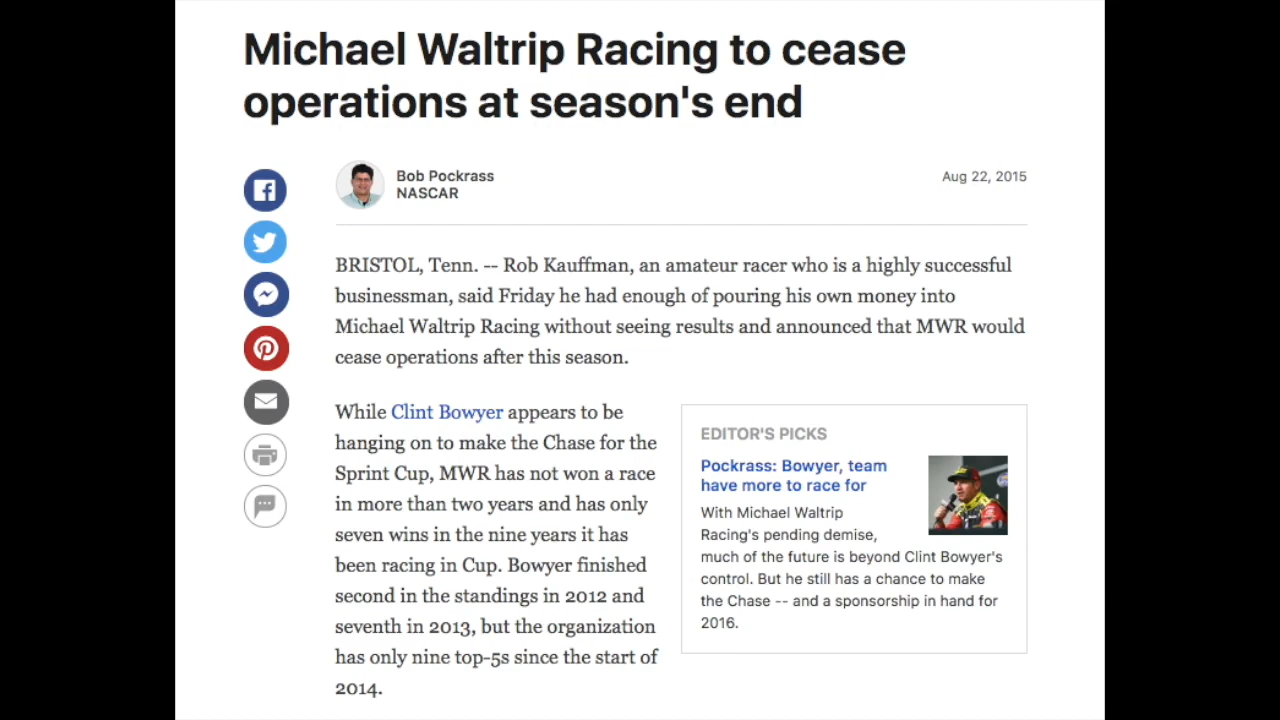 Michael Waltrip Racing to cease
operations at season's end
Bob Pockrass
NASCAR
Aug 22, 2015
BRISTOL, Tenn. -- Rob Kauffman, an amateur racer who is a highly successful
businessman, said Friday he had enough of pouring his own money into
Michael Waltrip Racing without seeing results and announced that MWR would
cease operations after this season.
While Clint Bowyer appears to be
hanging on to make the Chase for the
Sprint Cup, MWR has not won a race
in more than two years and has only
seven wins in the nine years it has
been racing in Cup. Bowyer finished
second in the standings in 2012 and
seventh in 2013, but the organization
has only nine top-5s since the start of
2014.
EDITOR'S PICKS
Pockrass: Bowyer, team
have more to race for
With Michael Waltrip
Racing's pending demise,
much of the future is beyond Clint Bowyer's
control. But he still has a chance to make
the Chase -- and a sponsorship in hand for
2016.